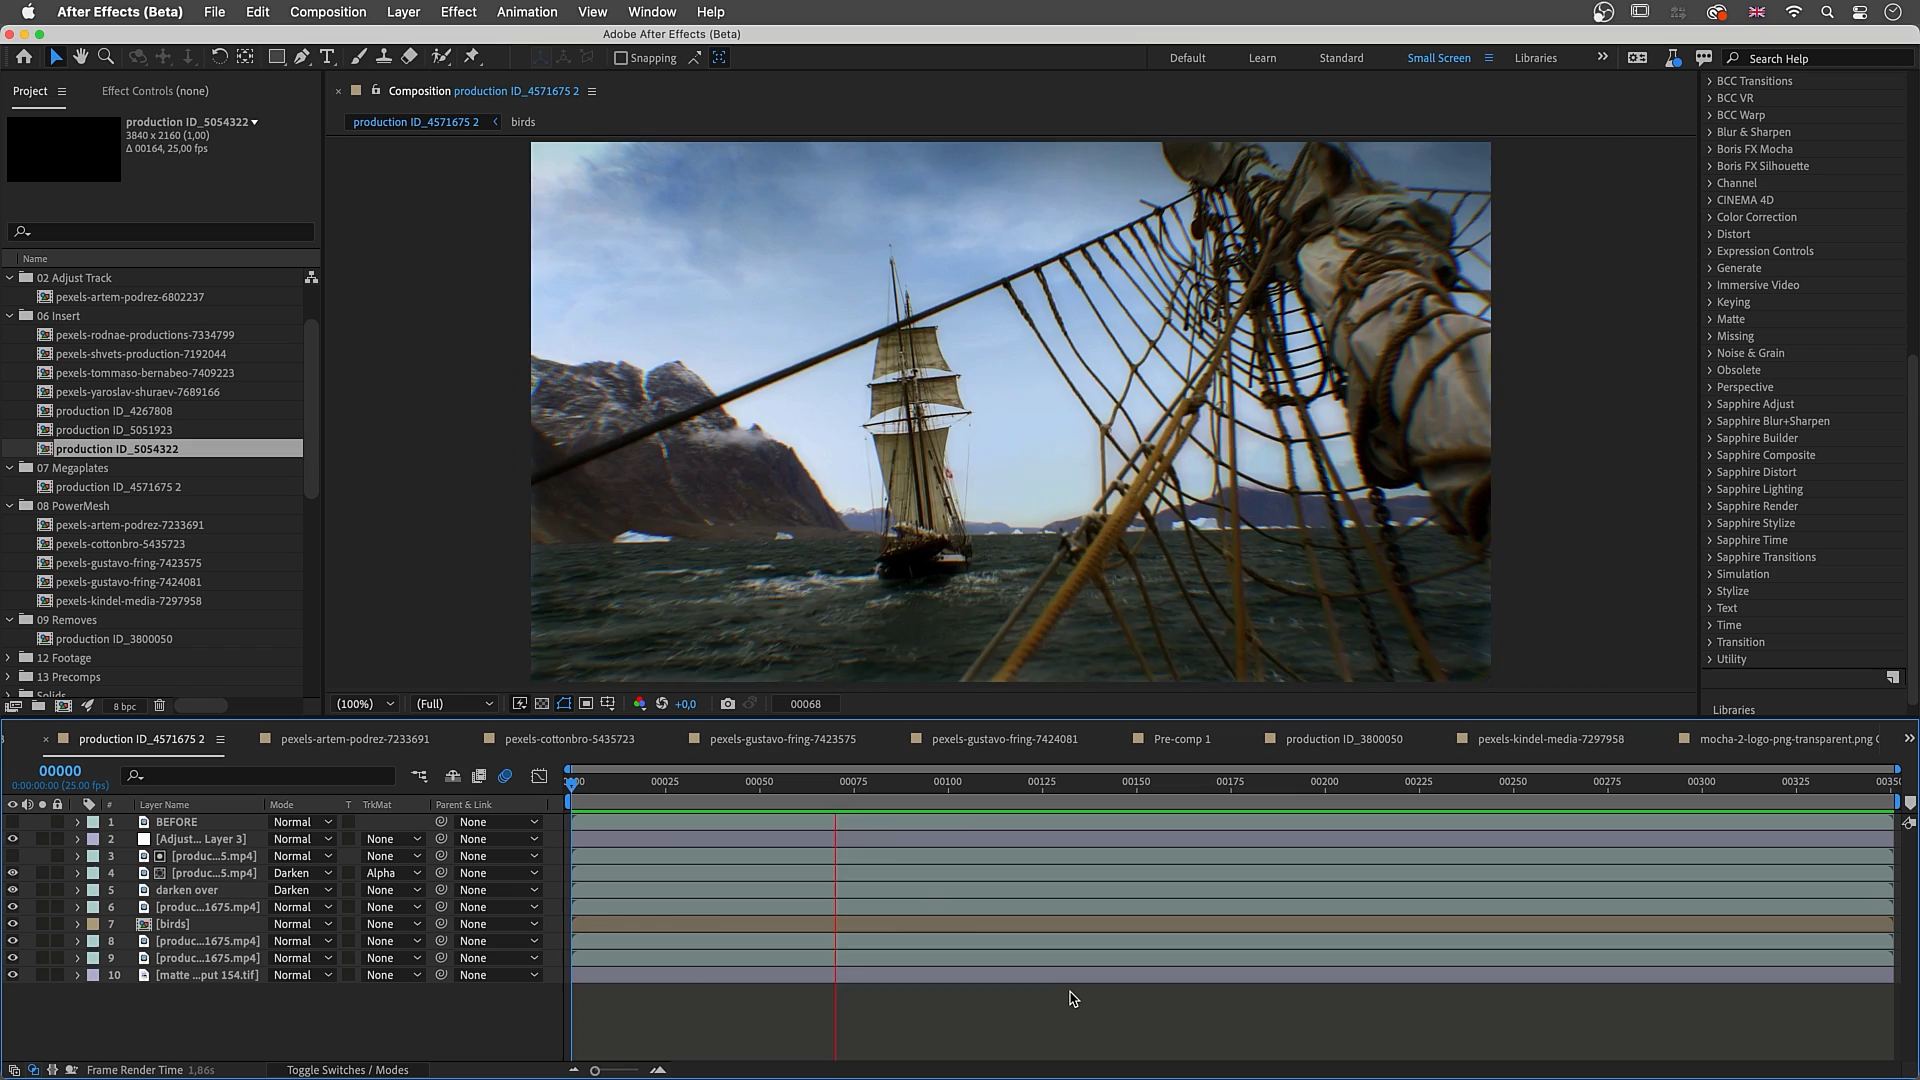 After Effects (Beta) File Edit Composition Layer Effect Animation View Window Help
Adobe After Effects (Beta)
Snapping Default Learn Standard Small Screen Libraries Search Help
Project Effect Controls (none)
production ID_5054322
3840 x 2160 (1,00)
Δ 00164, 25,00 fps
Name
02 Adjust Track
pexels-artem-podrez-6802237
06 Insert
pexels-rodnae-productions-7334799
pexels-shvets-production-7192044
pexels-tommaso-bernabeo-7409223
pexels-yaroslav-shuraev-7689166
production ID_4267808
production ID_5051923
production ID_5054322
07 Megaplates
production ID_4571675 2
08 PowerMesh
pexels-artem-podrez-7233691
pexels-cottonbro-5435723
pexels-gustavo-fring-7423575
pexels-gustavo-fring-7424081
pexels-kindel-media-7297958
09 Removes
production ID_3800050
12 Footage
13 Precomps
Solids
8 bpc
Composition production ID_4571675 2
production ID_4571675 2 birds
(100%) (Full) +0,0 00068
BCC Transitions
BCC VR
BCC Warp
Blur & Sharpen
Boris FX Mocha
Boris FX Silhouette
Channel
CINEMA 4D
Color Correction
Distort
Expression Controls
Generate
Immersive Video
Keying
Matte
Missing
Noise & Grain
Obsolete
Perspective
Sapphire Adjust
Sapphire Blur+Sharpen
Sapphire Builder
Sapphire Composite
Sapphire Distort
Sapphire Lighting
Sapphire Render
Sapphire Stylize
Sapphire Time
Sapphire Transitions
Simulation
Stylize
Text
Time
Transition
Utility
Libraries
production ID_4571675 2 pexels-artem-podrez-7233691 pexels-cottonbro-5435723 pexels-gustavo-fring-7423575 pexels-gustavo-fring-7424081 Pre-comp 1 production ID_3800050 pexels-kindel-media-7297958 mocha-2-logo-png-transparent.png
00000
0:00:00:00 (25.00 fps)
00025 00050 00075 00100 00125 00150 00175 00200 00225 00250 00275 00300 00325
# Layer Name Mode T TrkMat Parent & Link
1 BEFORE Normal None
2 [Adjust... Layer 3] Normal None None
3 [produc...5.mp4] Normal None None
4 [produc...5.mp4] Darken Alpha None
5 darken over Darken None None
6 [produc...1675.mp4] Normal None None
7 [birds] Normal None None
8 [produc...1675.mp4] Normal None None
9 [produc...1675.mp4] Normal None None
10 [matte ...put 154.tif] Normal None None
Frame Render Time 1,86s Toggle Switches / Modes